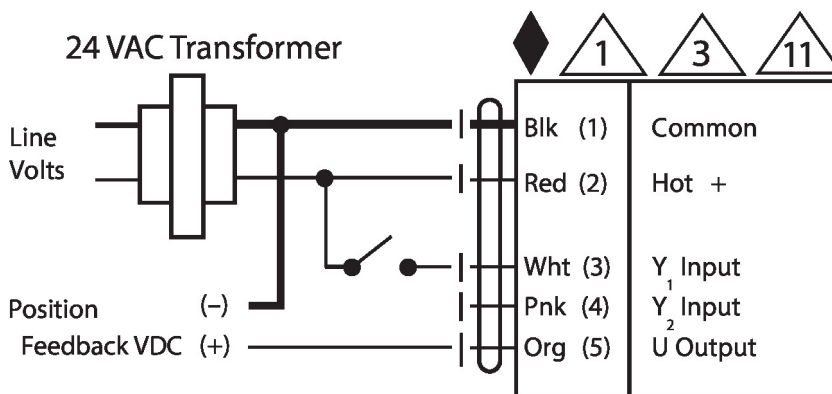 24 VAC Transformer
1 3 11
Line Volts
Blk (1) Common
Red (2) Hot +
Wht (3) Y1 Input
Position (–)
Pnk (4) Y2 Input
Feedback VDC (+)
Org (5) U Output